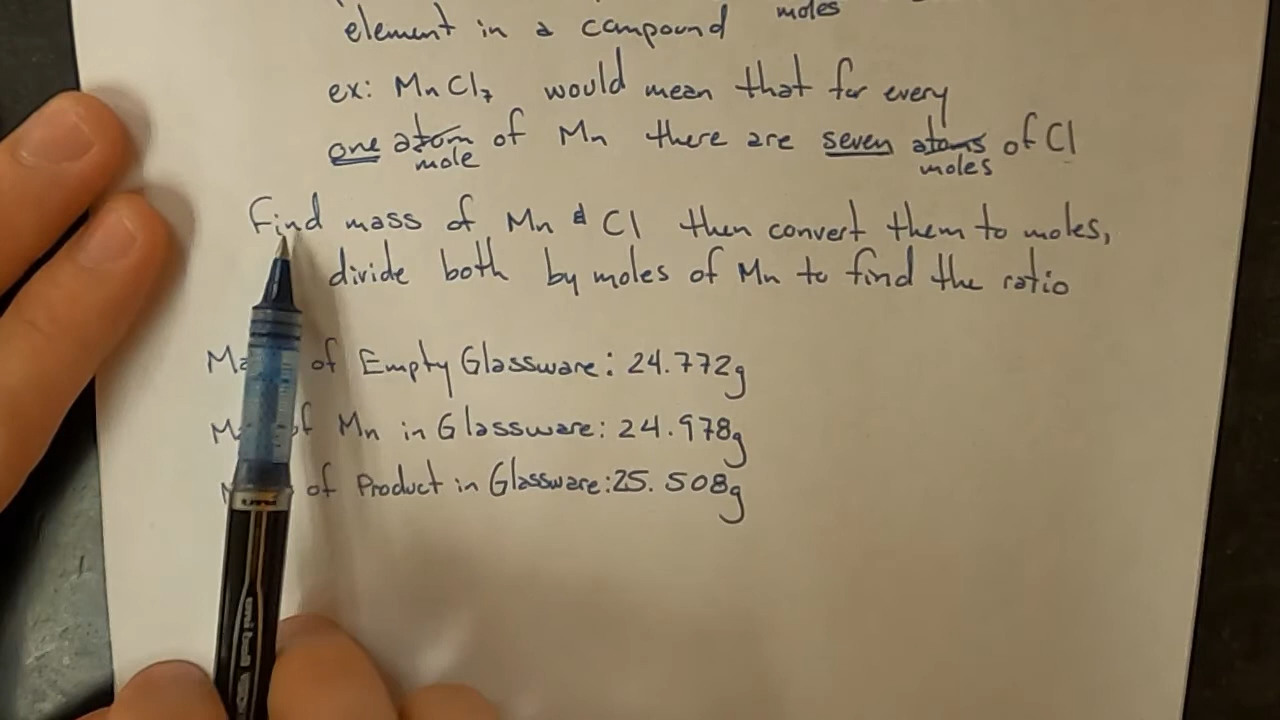 element in a compound moles
ex: MnCl₇ would mean that for every
one atom of Mn there are seven atoms of Cl
mole moles
Find mass of Mn & Cl then convert them to moles,
divide both by moles of Mn to find the ratio
of Empty Glassware: 24.772g
of Mn in Glassware: 24.978g
of Product in Glassware: 25.508g
uni-ball